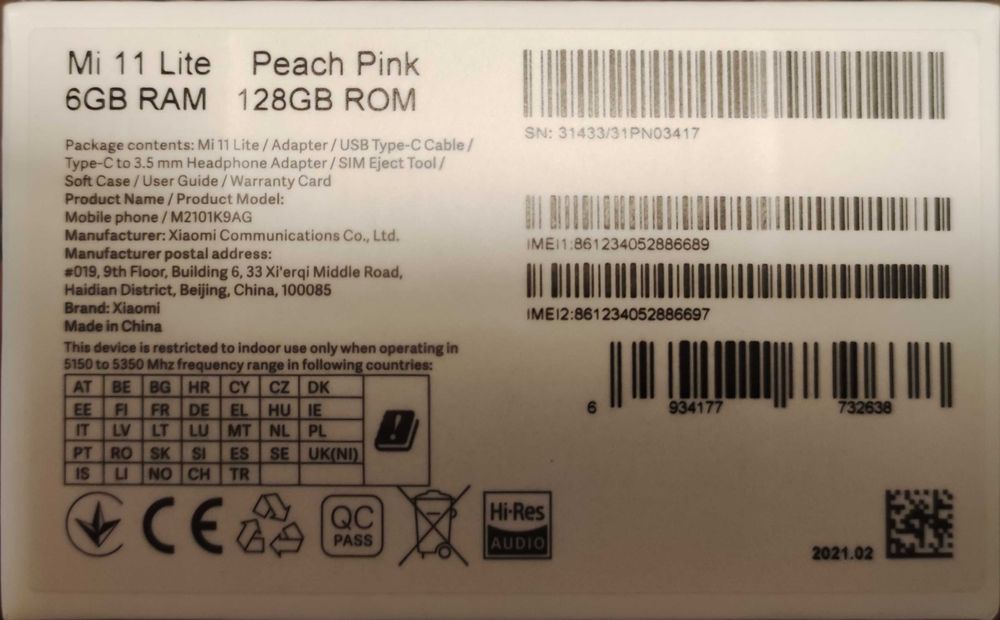 Mi 11 Lite Peach Pink
6GB RAM 128GB ROM
Package contents: Mi 11 Lite / Adapter / USB Type-C Cable /
Type-C to 3.5 mm Headphone Adapter / SIM Eject Tool /
Soft Case / User Guide / Warranty Card
Product Name / Product Model:
Mobile phone / M2101K9AG
Manufacturer: Xiaomi Communications Co., Ltd.
Manufacturer postal address:
#019, 9th Floor, Building 6, 33 Xi'erqi Middle Road,
Haidian District, Beijing, China, 100085
Brand: Xiaomi
Made in China
This device is restricted to indoor use only when operating in
5150 to 5350 Mhz frequency range in following countries:
AT BE BG HR CY CZ DK
EE FI FR DE EL HU IE
IT LV LT LU MT NL PL
PT RO SK SI ES SE UK(NI)
IS LI NO CH TR
CE
QC
PASS
Hi-Res
AUDIO
SN: 31433/31PN03417
IMEI1:861234052886689
IMEI2:861234052886697
6 934177 732638
2021.02